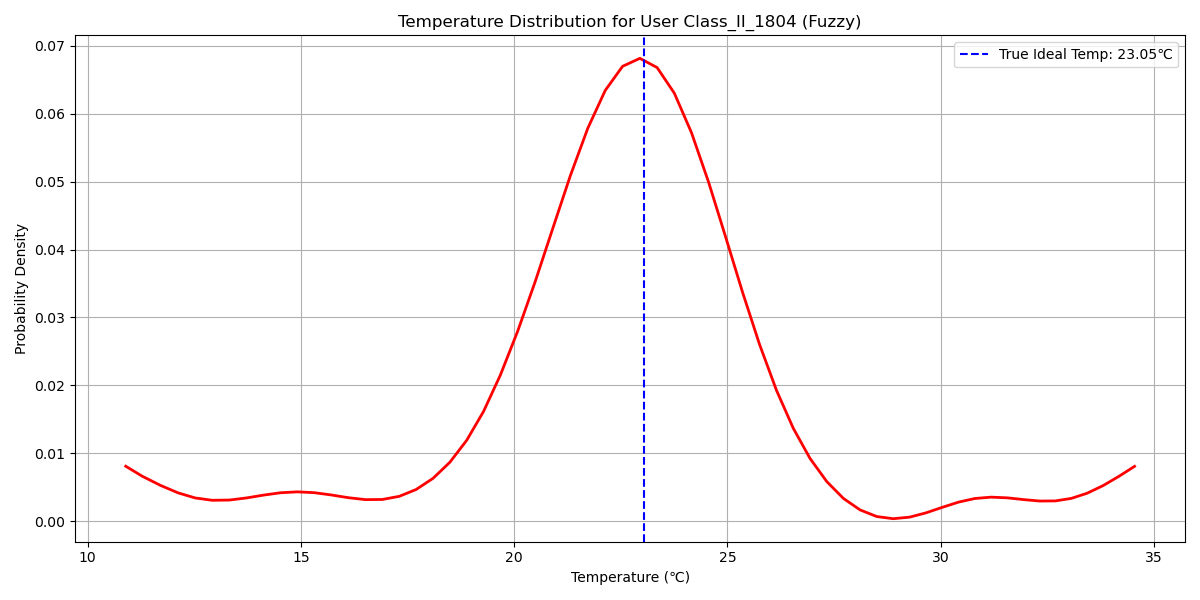 Temperature Distribution for User Class_II_1804 (Fuzzy)
True Ideal Temp: 23.05℃
Probability Density
0.07
0.06
0.05
0.04
0.03
0.02
0.01
0.00
10 15 20 25 30 35
Temperature (℃)